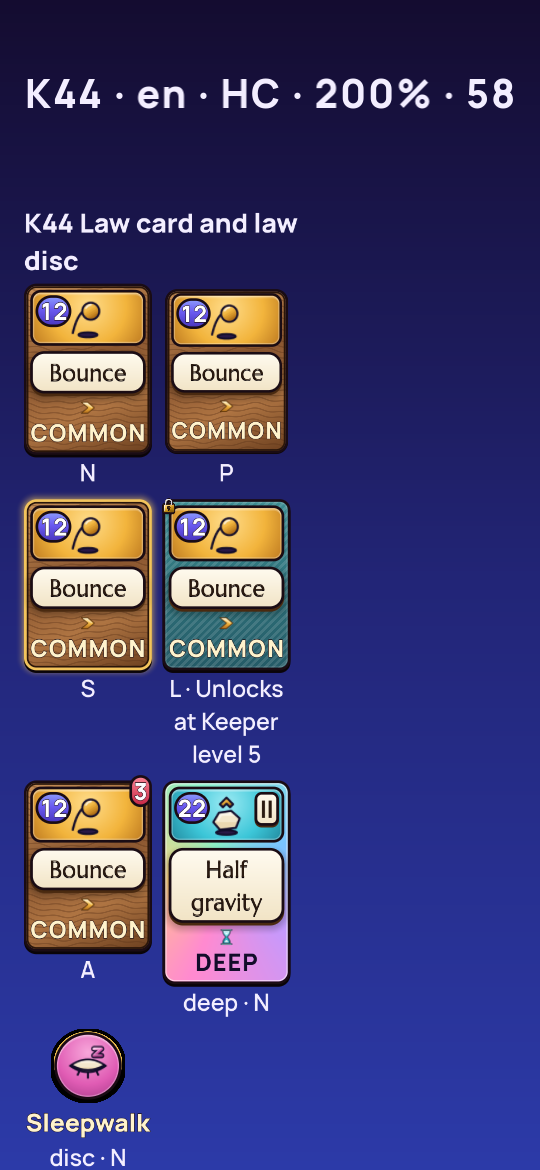 K44 · en · HC · 200% · 58
K44 Law card and law
disc
12
Bounce
COMMON
N
12
Bounce
COMMON
P
12
Bounce
COMMON
S
12
Bounce
COMMON
L · Unlocks
at Keeper
level 5
12
3
Bounce
COMMON
A
22
Half
gravity
DEEP
deep · N
Z
Sleepwalk
disc · N